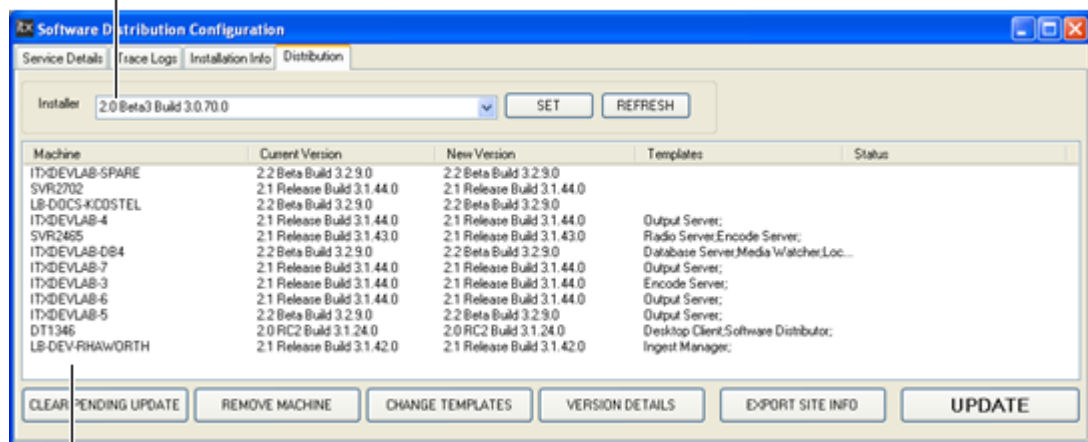 Software Distribution Configuration
Service Details Trace Logs Installation Info Distribution
Installer 2.0 Beta3 Build 3.0.70.0 SET REFRESH
Machine Current Version New Version Templates Status
ITXDEVLAB-SPARE 2.2 Beta Build 3.2.9.0 2.2 Beta Build 3.2.9.0
SVR2702 2.1 Release Build 3.1.44.0 2.1 Release Build 3.1.44.0
LB-DOCS-KCOSTEL 2.2 Beta Build 3.2.9.0 2.2 Beta Build 3.2.9.0
ITXDEVLAB-4 2.1 Release Build 3.1.44.0 2.1 Release Build 3.1.44.0 Output Server;
SVR2465 2.1 Release Build 3.1.43.0 2.1 Release Build 3.1.43.0 Radio Server;Encode Server;
ITXDEVLAB-DB4 2.2 Beta Build 3.2.9.0 2.2 Beta Build 3.2.9.0 Database Server;Media Watcher;Loc...
ITXDEVLAB-7 2.1 Release Build 3.1.44.0 2.1 Release Build 3.1.44.0 Output Server;
ITXDEVLAB-3 2.1 Release Build 3.1.44.0 2.1 Release Build 3.1.44.0 Encode Server;
ITXDEVLAB-6 2.1 Release Build 3.1.44.0 2.1 Release Build 3.1.44.0 Output Server;
ITXDEVLAB-5 2.2 Beta Build 3.2.9.0 2.2 Beta Build 3.2.9.0 Output Server;
DT1346 2.0 RC2 Build 3.1.24.0 2.0 RC2 Build 3.1.24.0 Desktop Client;Software Distributor;
LB-DEV-RHAWORTH 2.1 Release Build 3.1.42.0 2.1 Release Build 3.1.42.0 Ingest Manager;
CLEAR PENDING UPDATE REMOVE MACHINE CHANGE TEMPLATES VERSION DETAILS EXPORT SITE INFO UPDATE